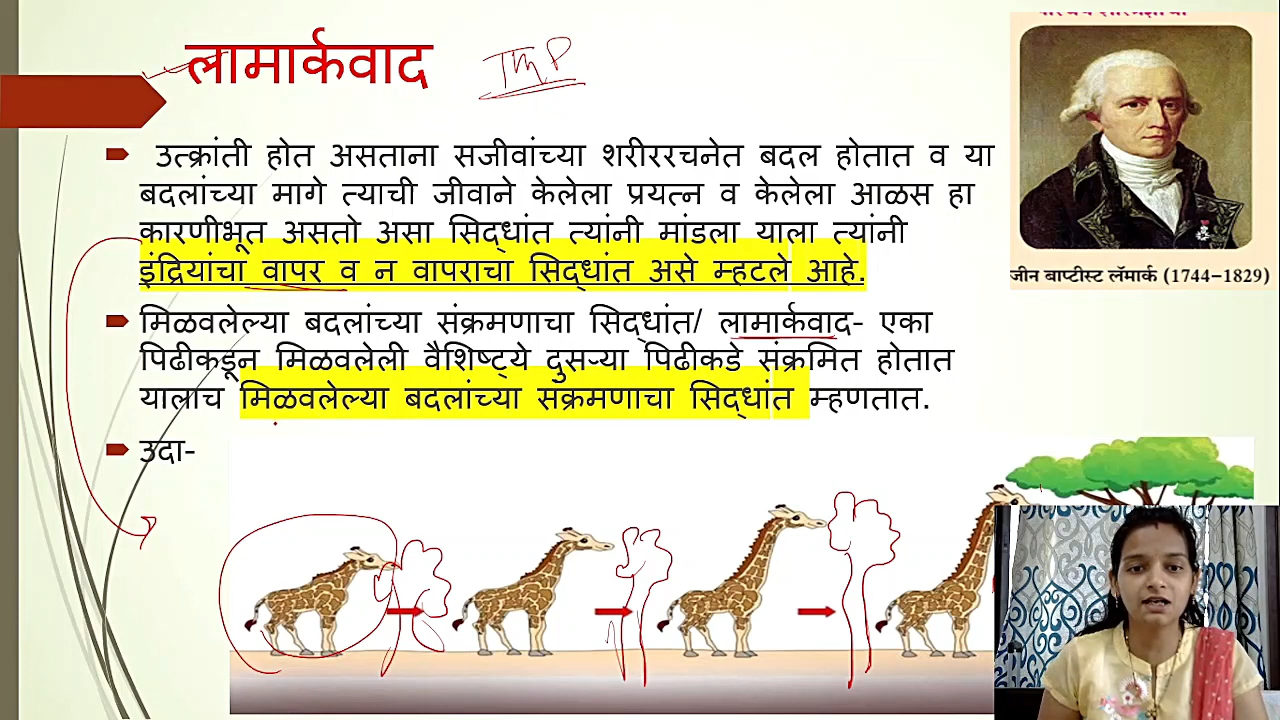 लामार्कवाद
IMP
उत्क्रांती होत असताना सजीवांच्या शरीररचनेत बदल होतात व या
बदलांच्या मागे त्याची जीवाने केलेला प्रयत्न व केलेला आळस हा
कारणीभूत असतो असा सिद्धांत त्यांनी मांडला याला त्यांनी
इंद्रियांचा वापर व न वापराचा सिद्धांत असे म्हटले आहे.
मिळवलेल्या बदलांच्या संक्रमणाचा सिद्धांत/ लामार्कवाद- एका
पिढीकडून मिळवलेली वैशिष्ट्ये दुसऱ्या पिढीकडे संक्रमित होतात
यालाच मिळवलेल्या बदलांच्या संक्रमणाचा सिद्धांत म्हणतात.
उदा-
जीन बाप्टीस्ट लॅमार्क (1744–1829)